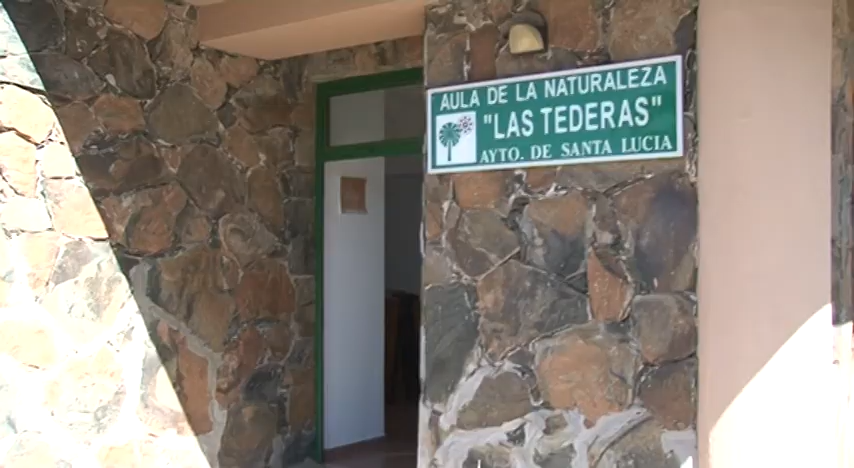 AULA DE LA NATURALEZA
"LAS TEDERAS"
AYTO. DE SANTA LUCIA